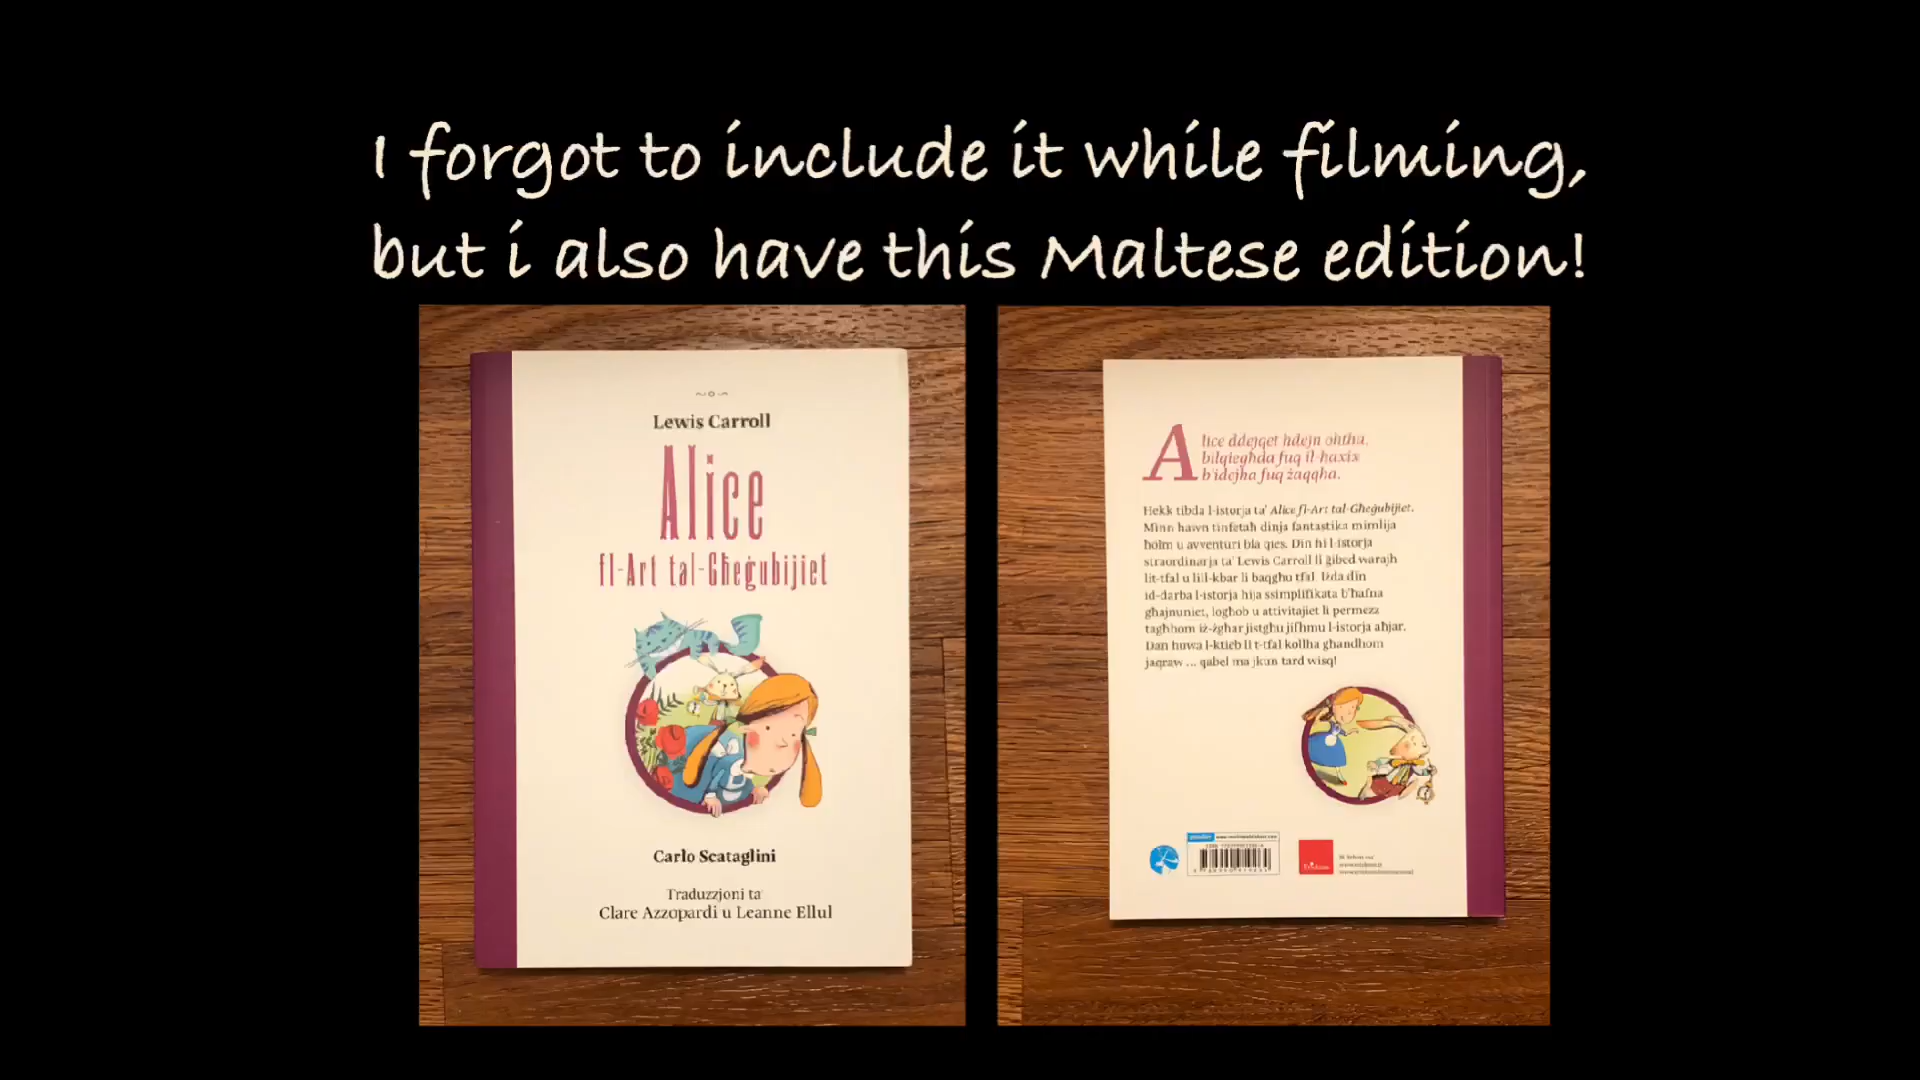 I forgot to include it while filming,
but i also have this Maltese edition!
Lewis Carroll
Alice
fl-Art tal-Għeġubijiet
Carlo Scataglini
Traduzzjoni ta'
Clare Azzopardi u Leanne Ellul
Alice ddejqet ħdejn oħtha,
bilqiegħda fuq il-ħaxix
b'idejha fuq żaqqha.
Hekk tibda l-istorja ta' Alice fl-Art tal-Għeġubijiet.
Minn hawn tinfetaħ dinja fantastika mimlija
ħolm u avventuri bla qies. Din hi l-istorja
straordinarja ta' Lewis Carroll li ġibed warajh
lit-tfal u lill-kbar li baqgħu tfal. Iżda din
id-darba l-istorja hija ssimplifikata b'ħafna
għajnuniet, logħob u attivitajiet li permezz
tagħhom iż-żgħar jistgħu jifhmu l-istorja aħjar.
Dan huwa l-ktieb li t-tfal kollha għandhom
jaqraw ... qabel ma jkun tard wisq!
Erickson